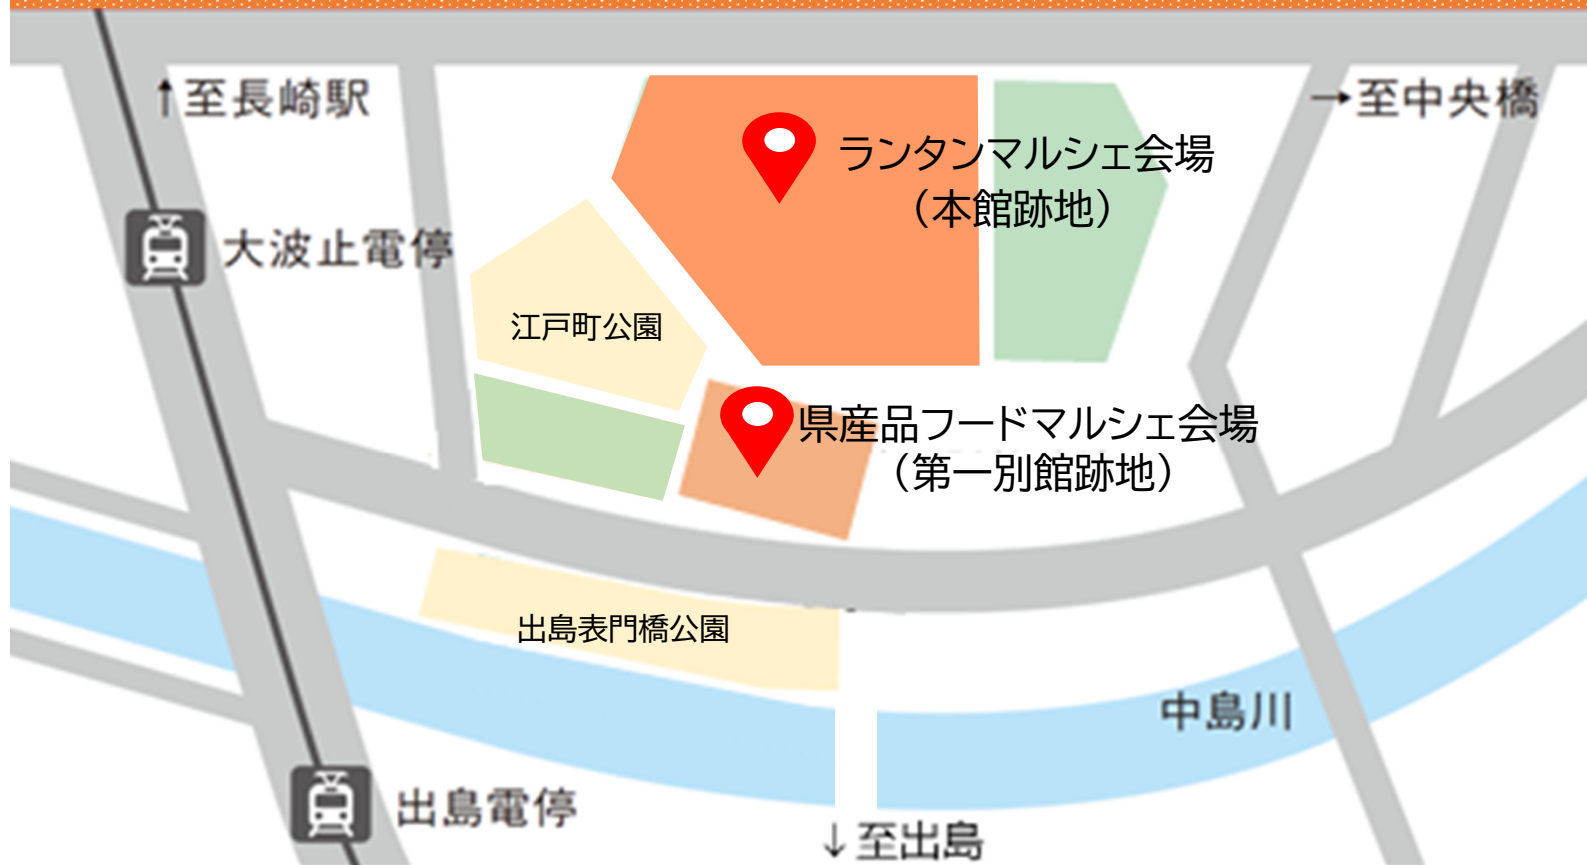 ↑至長崎駅
→至中央橋
ランタンマルシェ会場
（本館跡地）
大波止電停
江戸町公園
県産品フードマルシェ会場
（第一別館跡地）
出島表門橋公園
中島川
出島電停
↓至出島